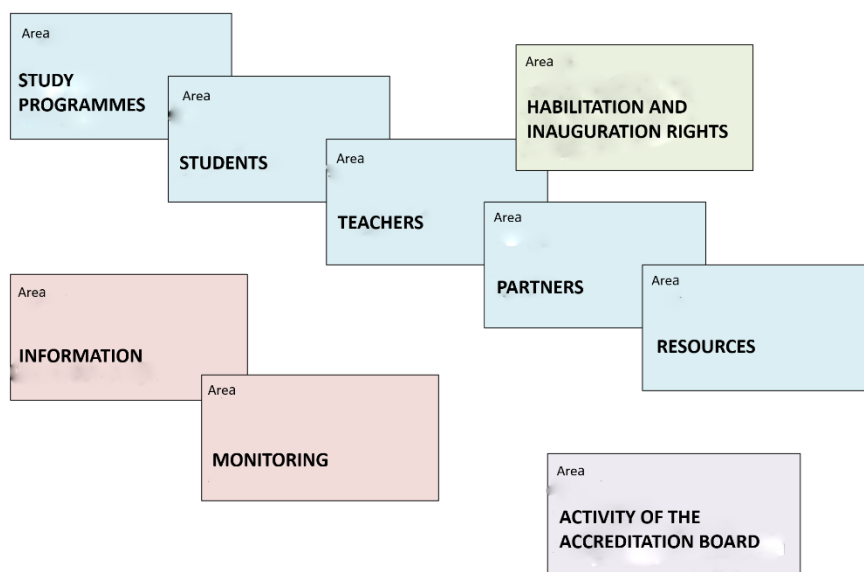 Area
STUDY
PROGRAMMES
Area
STUDENTS
Area
TEACHERS
Area
HABILITATION AND
INAUGURATION RIGHTS
Area
PARTNERS
Area
RESOURCES
Area
INFORMATION
Area
MONITORING
Area
ACTIVITY OF THE
ACCREDITATION BOARD